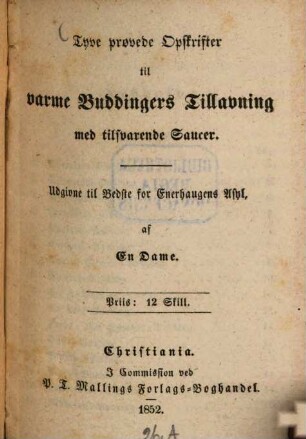 Tyve prøvede Opskrifter
til
varme Buddingers Tillavning
med tilsvarende Saucer.
Udgivne til Bedste for Enerhaugens Asyl,
af
En Dame.
Priis: 12 Skill.
Christiania.
I Commission ved
P. T. Mallings Forlags-Boghandel.
1852.